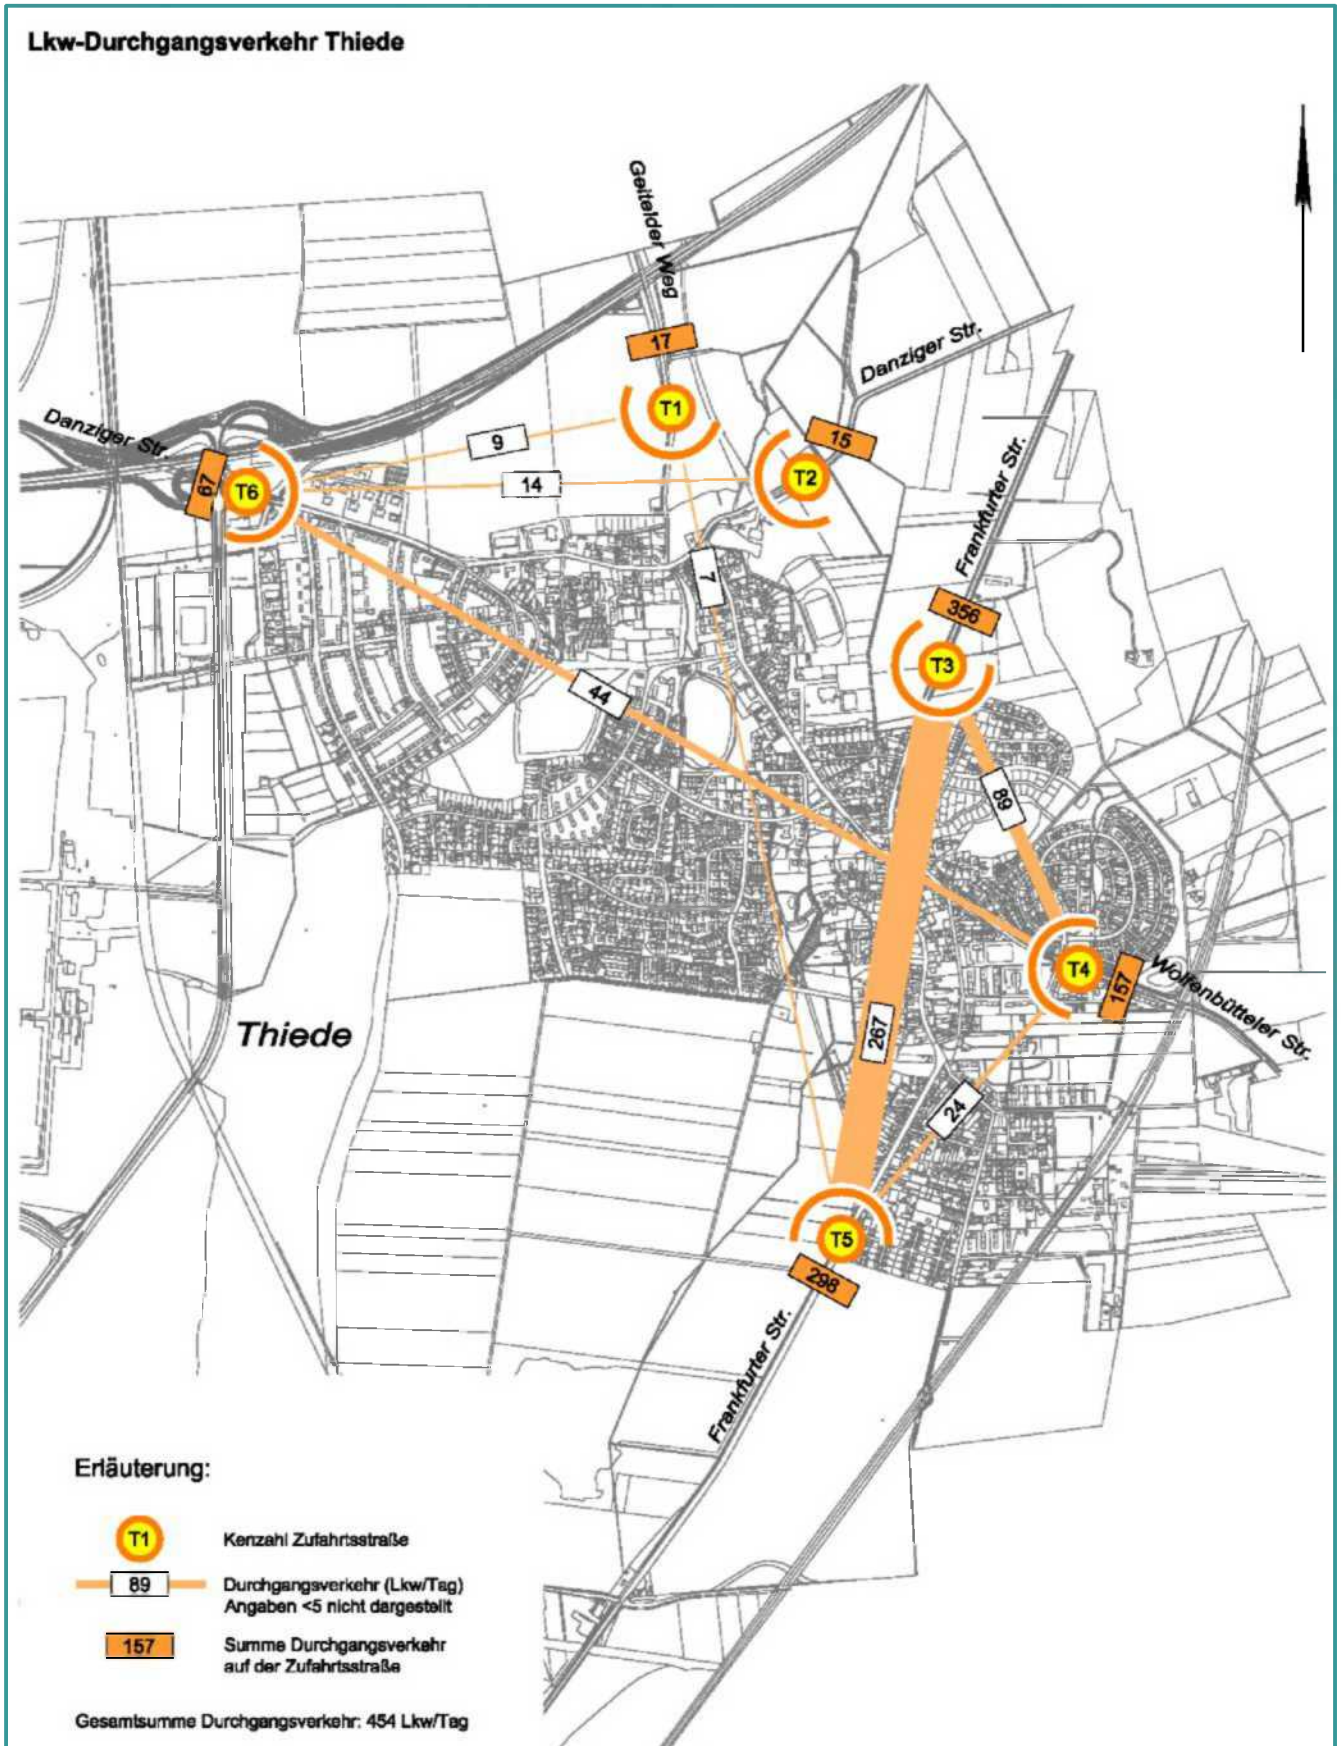 Lkw-Durchgangsverkehr Thiede
Geitelder Weg
17
T1
Danziger Str.
Danziger Str.
15
T2
9
14
67
T6
Frankfurter Str.
7
356
T3
44
89
T4
157
Wolfenbütteler Str.
267
Thiede
24
T5
298
Frankfurter Str.
Erläuterung:
T1
Kenzahl Zufahrtsstraße
89
Durchgangsverkehr (Lkw/Tag)
Angaben <5 nicht dargestellt
157
Summe Durchgangsverkehr
auf der Zufahrtsstraße
Gesamtsumme Durchgangsverkehr: 454 Lkw/Tag